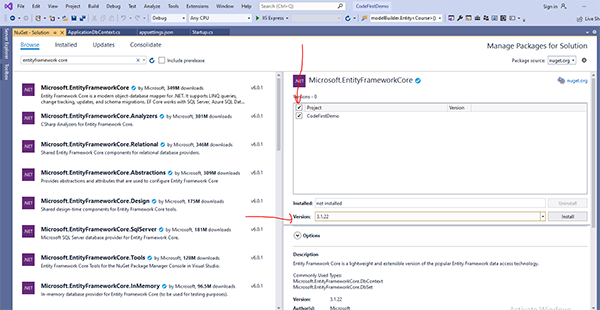 File Edit View Git Project Build Debug Test Analyze Tools Extensions Window Help Search (Ctrl+Q) CodeFirstDemo Sign in
Debug Any CPU IIS Express modelBuilder.Entity<Course>()
NuGet - Solution ApplicationDbContext.cs appsettings.json Startup.cs
Server Explorer
Toolbox
Browse Installed Updates Consolidate
Manage Packages for Solution
entityframework core Include prerelease
Package source: nuget.org
.NET Microsoft.EntityFrameworkCore by Microsoft, 349M downloads v6.0.1
Entity Framework Core is a modern object-database mapper for .NET. It supports LINQ queries, change tracking, updates, and schema migrations. EF Core works with SQL Server, Azure SQL Dat...
.NET Microsoft.EntityFrameworkCore.Analyzers by Microsoft, 301M downloads v6.0.1
CSharp Analyzers for Entity Framework Core.
.NET Microsoft.EntityFrameworkCore.Relational by Microsoft, 346M downloads v6.0.1
Shared Entity Framework Core components for relational database providers.
.NET Microsoft.EntityFrameworkCore.Abstractions by Microsoft, 309M downloads v6.0.1
Provides abstractions and attributes that are used to configure Entity Framework Core
.NET Microsoft.EntityFrameworkCore.Design by Microsoft, 175M downloads v6.0.1
Shared design-time components for Entity Framework Core tools.
.NET Microsoft.EntityFrameworkCore.SqlServer by Microsoft, 181M downloads v6.0.1
Microsoft SQL Server database provider for Entity Framework Core.
.NET Microsoft.EntityFrameworkCore.Tools by Microsoft, 128M downloads v6.0.1
Entity Framework Core Tools for the NuGet Package Manager Console in Visual Studio.
.NET Microsoft.EntityFrameworkCore.InMemory by Microsoft, 96.5M downloads v6.0.1
In-memory database provider for Entity Framework Core (to be used for testing purposes).
.NET Microsoft.EntityFrameworkCore nuget.org
Versions - 0
Project Version
CodeFirstDemo
Installed: not installed Uninstall
Version: 3.1.22 Install
Options
Description
Entity Framework Core is a lightweight and extensible version of the popular Entity Framework data access technology.
Commonly Used Types:
Microsoft.EntityFrameworkCore.DbContext
Microsoft.EntityFrameworkCore.DbSet
Version: 3.1.22
Author(s): Microsoft
Activate Windows